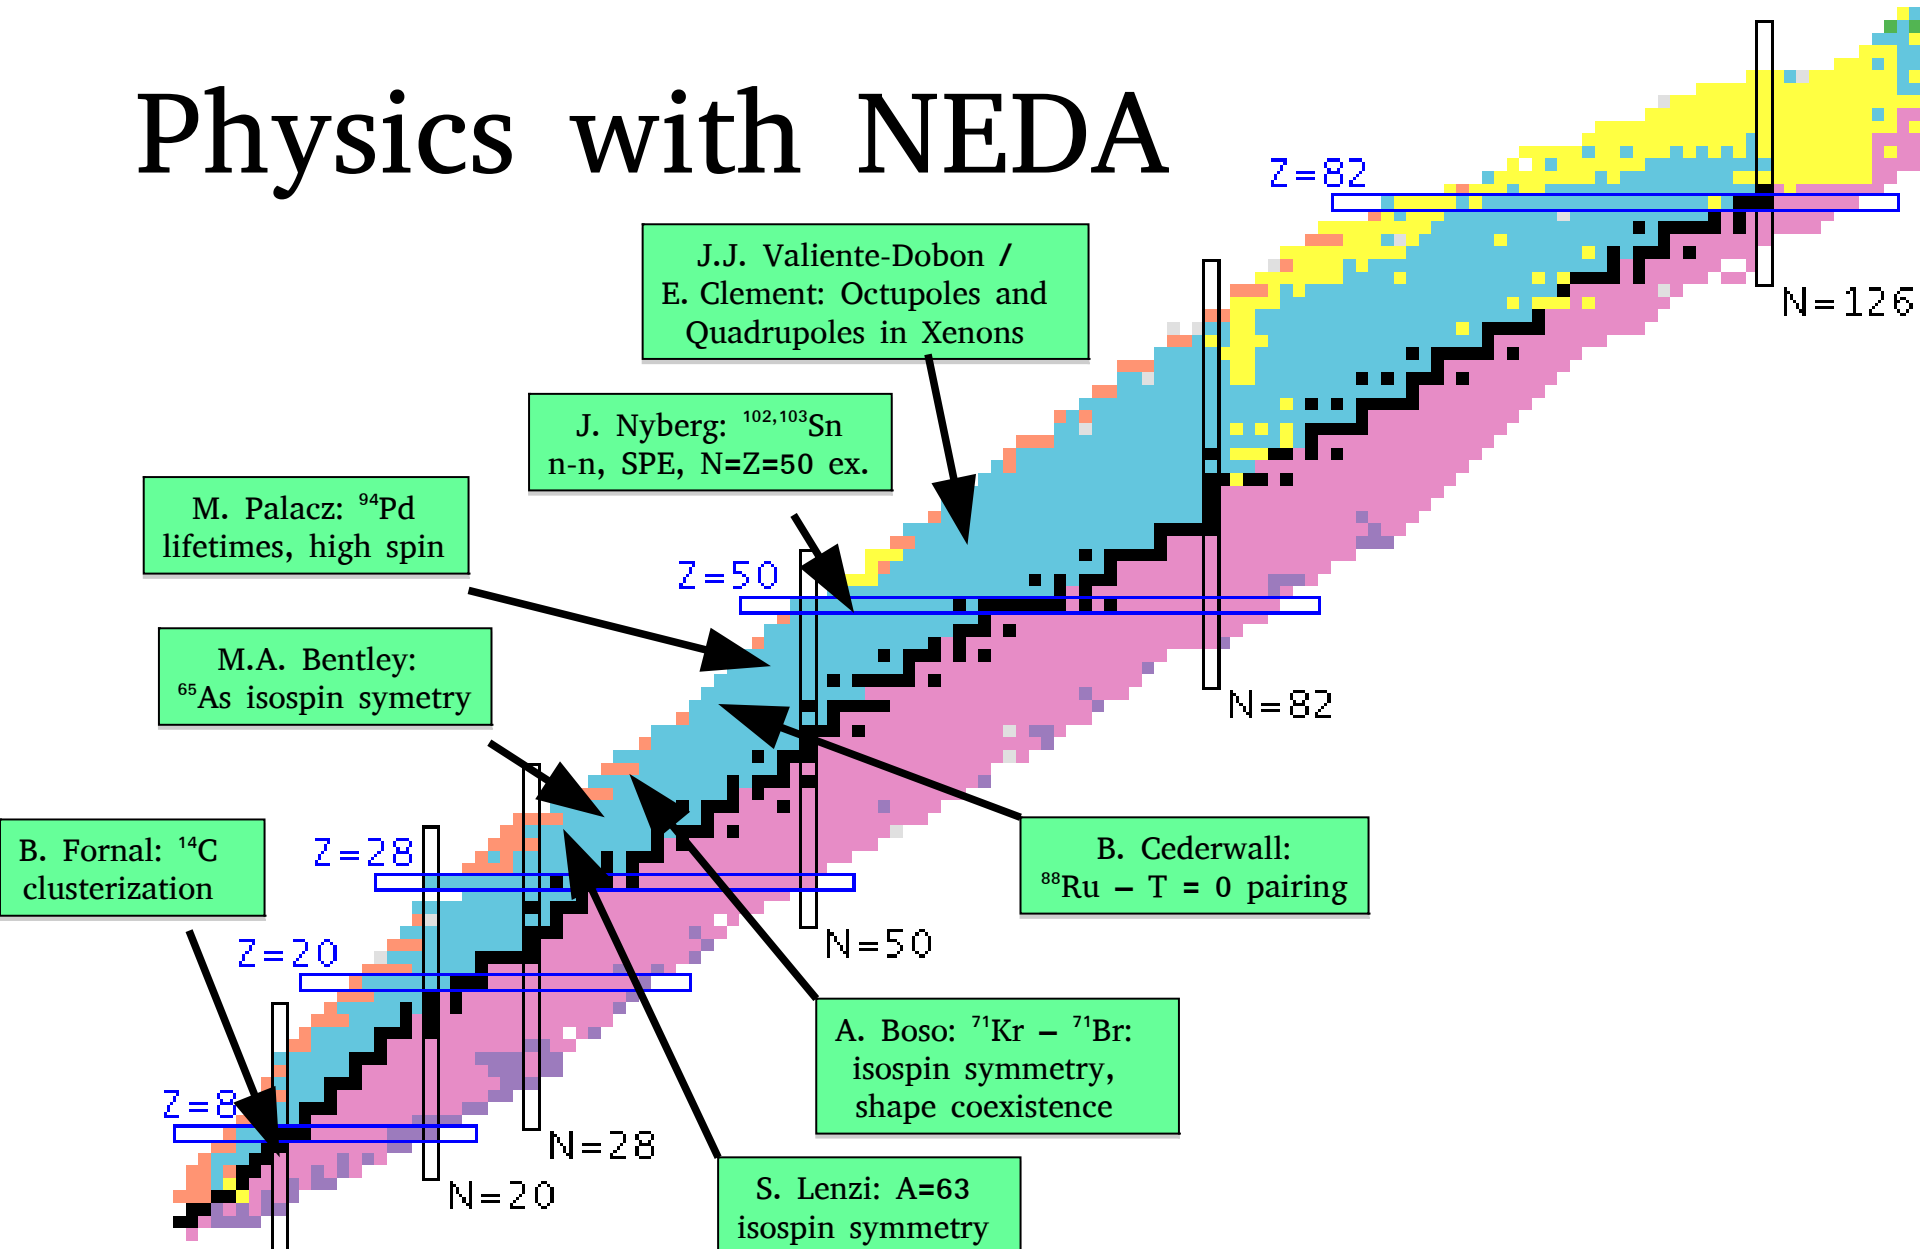 Physics with NEDA
Z=82
J.J. Valiente-Dobon /
E. Clement: Octupoles and
Quadrupoles in Xenons
N=126
J. Nyberg: ¹⁰²,¹⁰³Sn
n-n, SPE, N=Z=50 ex.
M. Palacz: ⁹⁴Pd
lifetimes, high spin
Z=50
M.A. Bentley:
⁶⁵As isospin symetry
N=82
B. Fornal: ¹⁴C
clusterization
Z=28
B. Cederwall:
⁸⁸Ru – T = 0 pairing
Z=20
N=50
A. Boso: ⁷¹Kr – ⁷¹Br:
isospin symmetry,
shape coexistence
Z=8
N=28
N=20
S. Lenzi: A=63
isospin symmetry